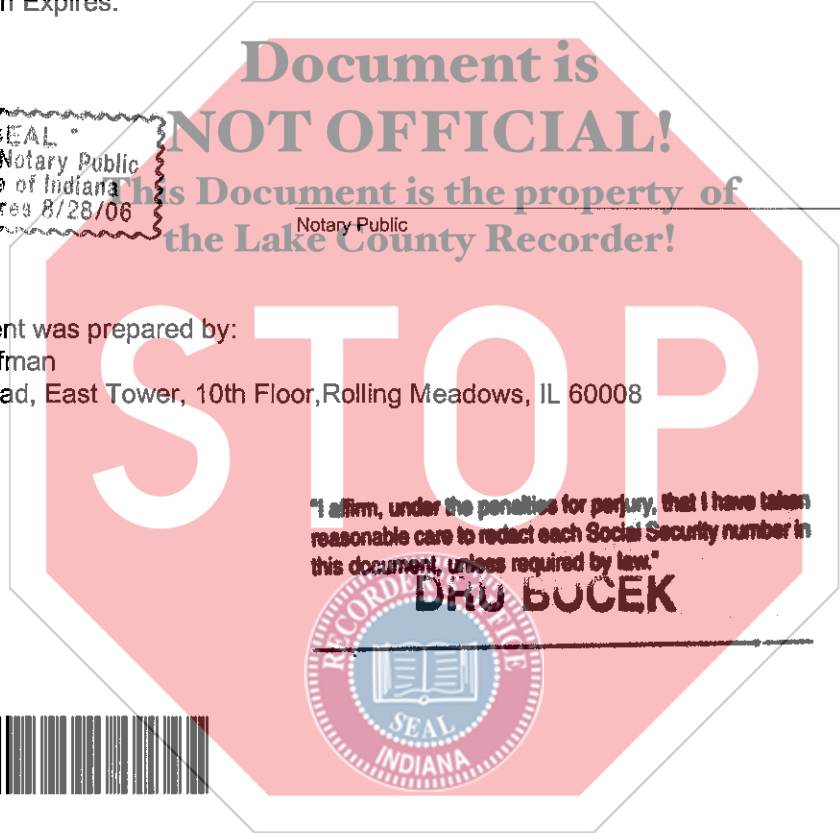 n Expires.
Document is
NOT OFFICIAL!
SEAL "
Notary Public
of Indiana
res 8/28/06
This Document is the property of
Notary Public
the Lake County Recorder!
STOP
ent was prepared by:
fman
ad, East Tower, 10th Floor,Rolling Meadows, IL 60008
"I affirm, under the penalties for perjury, that I have taken
reasonable care to redact each Social Security number in
this document, unless required by law."
DRU BOCEK
RECORDER'S OFFICE
SEAL
INDIANA